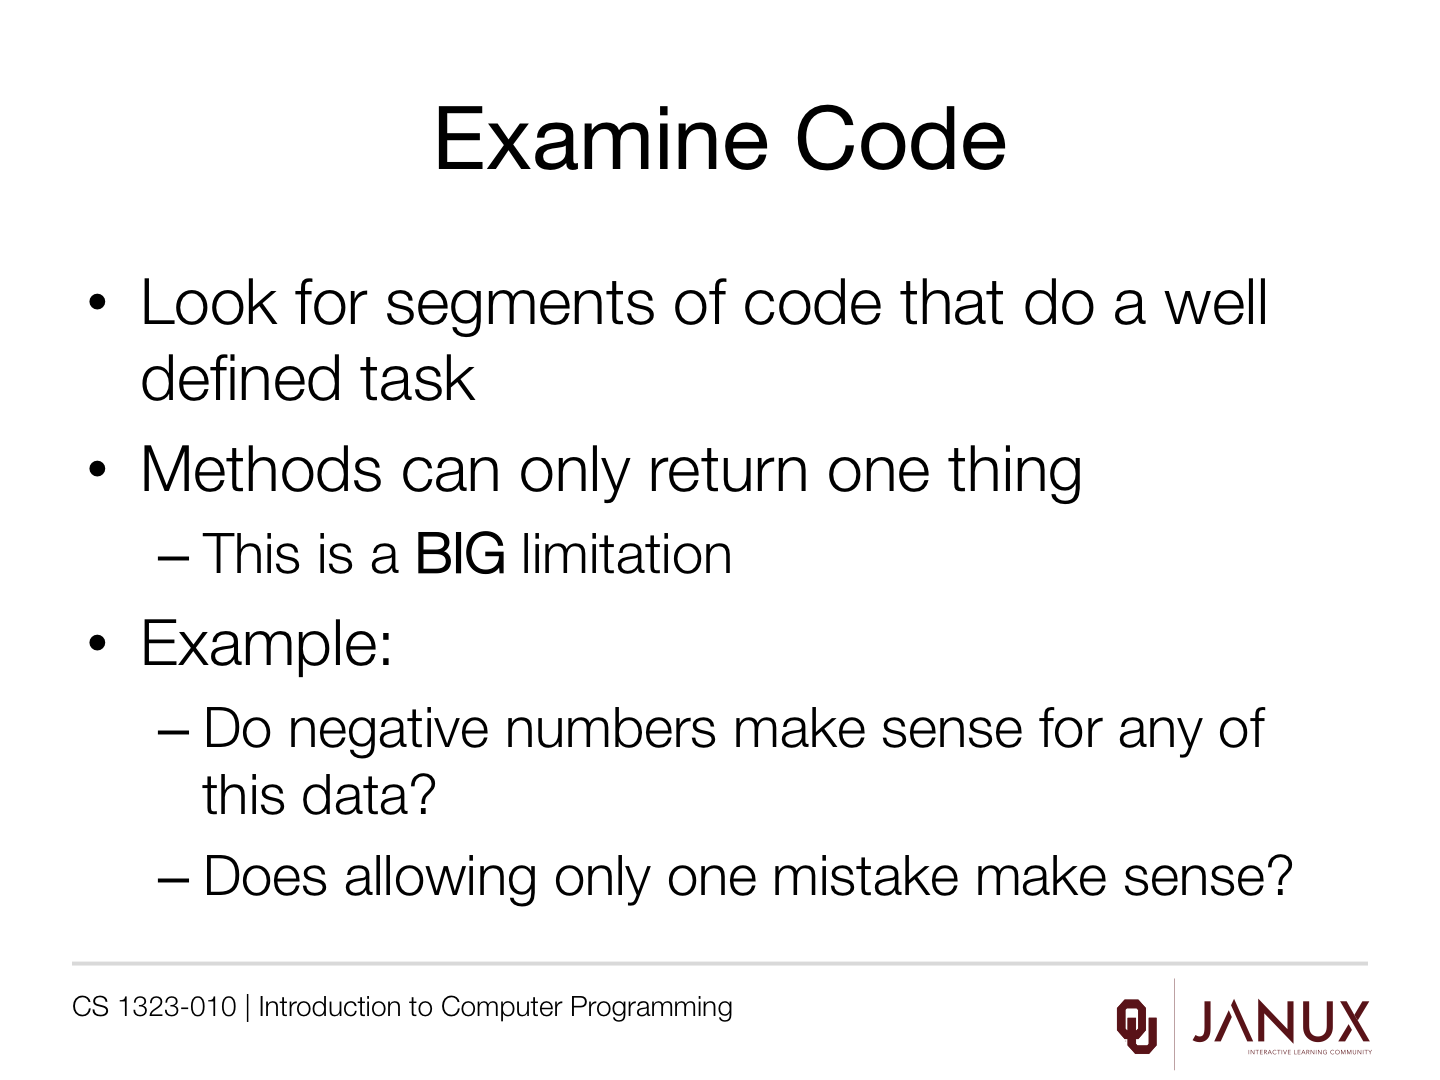 Examine Code
• Look for segments of code that do a well
defined task
• Methods can only return one thing
– This is a BIG limitation
• Example:
– Do negative numbers make sense for any of
this data?
– Does allowing only one mistake make sense?
CS 1323-010 | Introduction to Computer Programming
OU
JANUX
INTERACTIVE LEARNING COMMUNITY